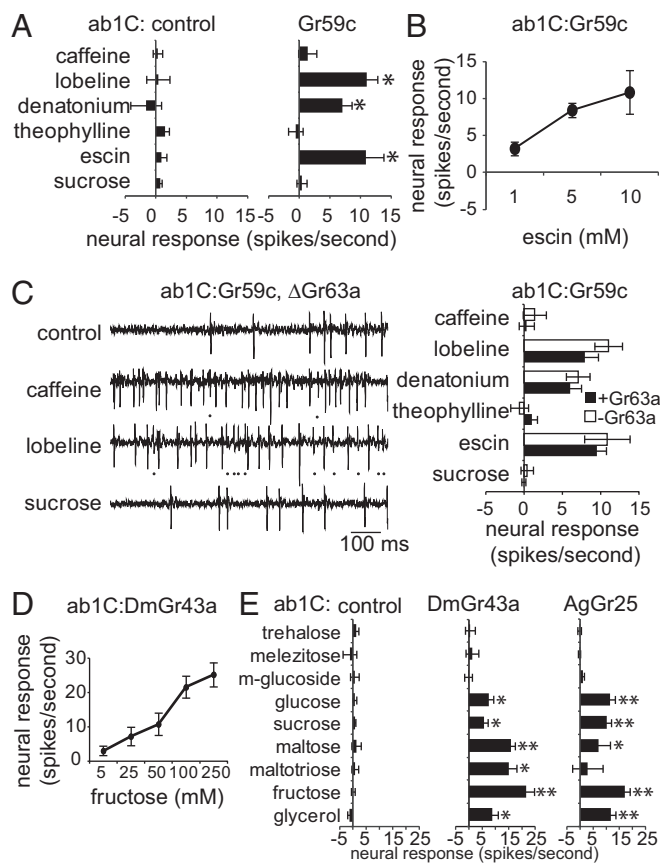 A ab1C: control Gr59c
caffeine
lobeline *
denatonium *
theophylline
escin *
sucrose
-5 0 5 10 15 -5 0 5 10 15
neural response (spikes/second)
B ab1C:Gr59c
neural response
(spikes/second)
15
10
5
0
-5
1 5 10
escin (mM)
C ab1C:Gr59c, ΔGr63a
control
caffeine
lobeline
sucrose
100 ms
ab1C:Gr59c
caffeine
lobeline
denatonium
theophylline
escin
sucrose
+Gr63a
-Gr63a
-5 0 5 10 15
neural response
(spikes/second)
D ab1C:DmGr43a
neural response
(spikes/second)
30
20
10
0
5 25 50 100 250
fructose (mM)
E ab1C: control DmGr43a AgGr25
trehalose
melezitose
m-glucoside
glucose * **
sucrose * **
maltose ** *
maltotriose *
fructose ** **
glycerol * **
-5 5 15 25 -5 5 15 25 -5 5 15 25
neural response (spikes/second)